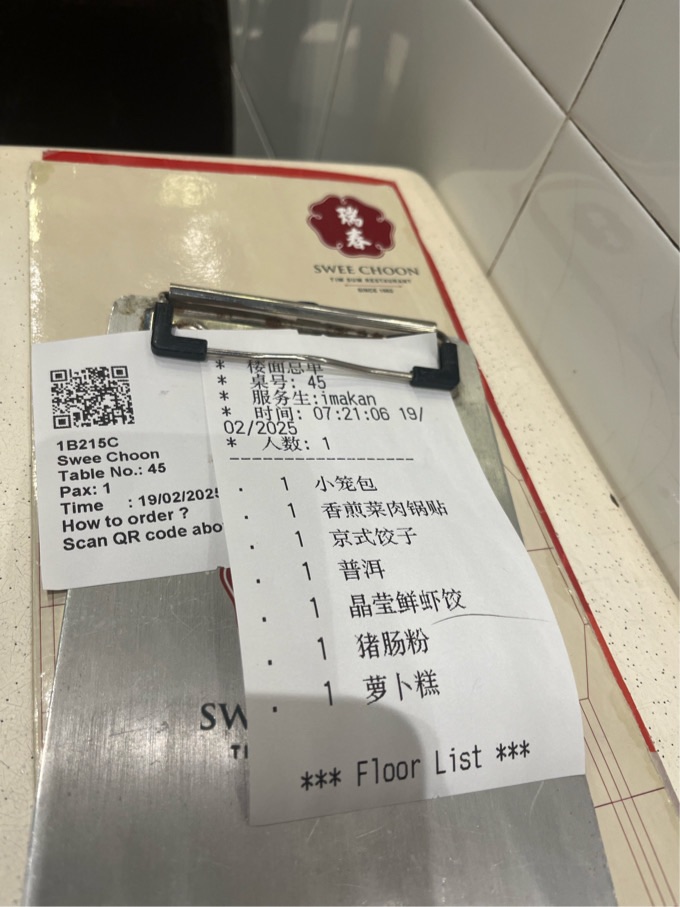 瑞春
SWEE CHOON
TIM SUM RESTAURANT
SINCE 1962
1B215C
Swee Choon
Table No.: 45
Pax: 1
Time : 19/02/2025
How to order ?
Scan QR code abo
* 楼面总单
* 桌号: 45
* 服务生:imakan
* 时间: 07:21:06 19/
02/2025
* 人数: 1
--------------------
. 1 小笼包
. 1 香煎菜肉锅贴
. 1 京式饺子
. 1 普洱
. 1 晶莹鲜虾饺
. 1 猪肠粉
. 1 萝卜糕
*** Floor List ***
SW
TI